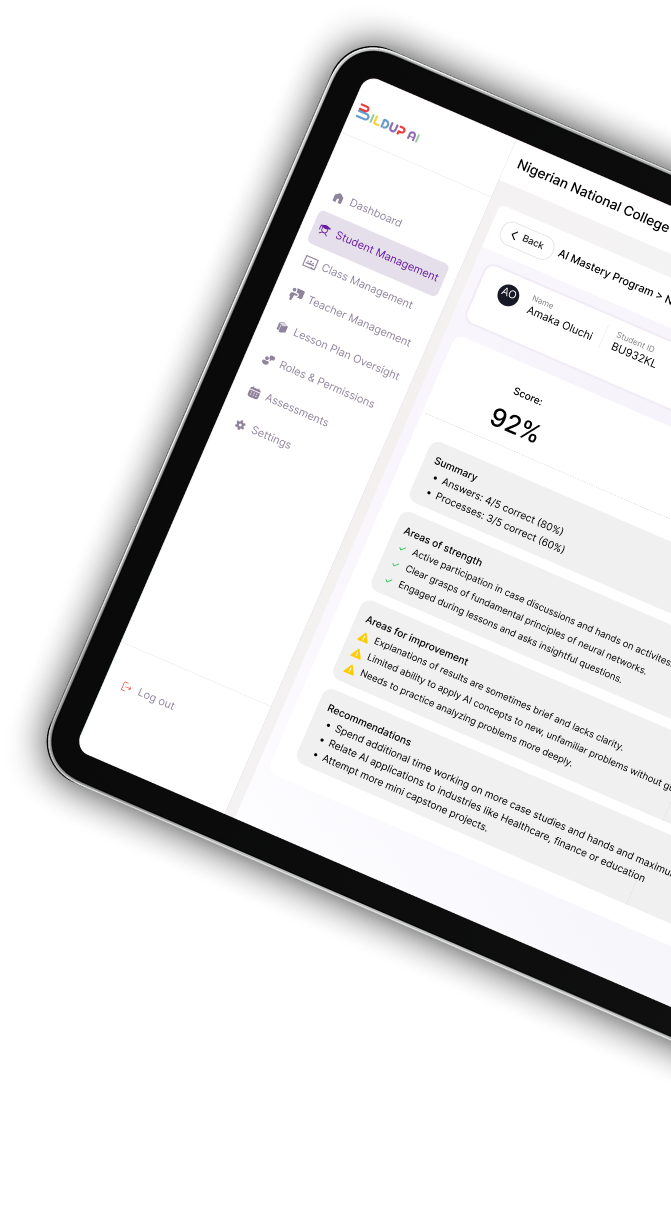 BILDUP AI
Dashboard
Student Management
Class Management
Teacher Management
Lesson Plan Oversight
Roles & Permissions
Assessments
Settings
Log out
Nigerian National College
Back
AI Mastery Program > N
AO
Name
Amaka Oluchi
Student ID
BU932KL
Score:
92%
Summary
• Answers: 4/5 correct (80%)
• Processes: 3/5 correct (60%)
Areas of strength
Active participation in case discussions and hands on activites.
Clear grasps of fundamental principles of neural networks.
Engaged during lessons and asks insightful questions.
Areas for improvement
Explanations of results are sometimes brief and lacks clarity.
Limited ability to apply AI concepts to new, unfamiliar problems without gu
Needs to practice analyzing problems more deeply.
Recommendations
• Spend additional time working on more case studies and hands and maximu
• Relate AI applications to industries like Healthcare, finance or education
• Attempt more mini capstone projects.